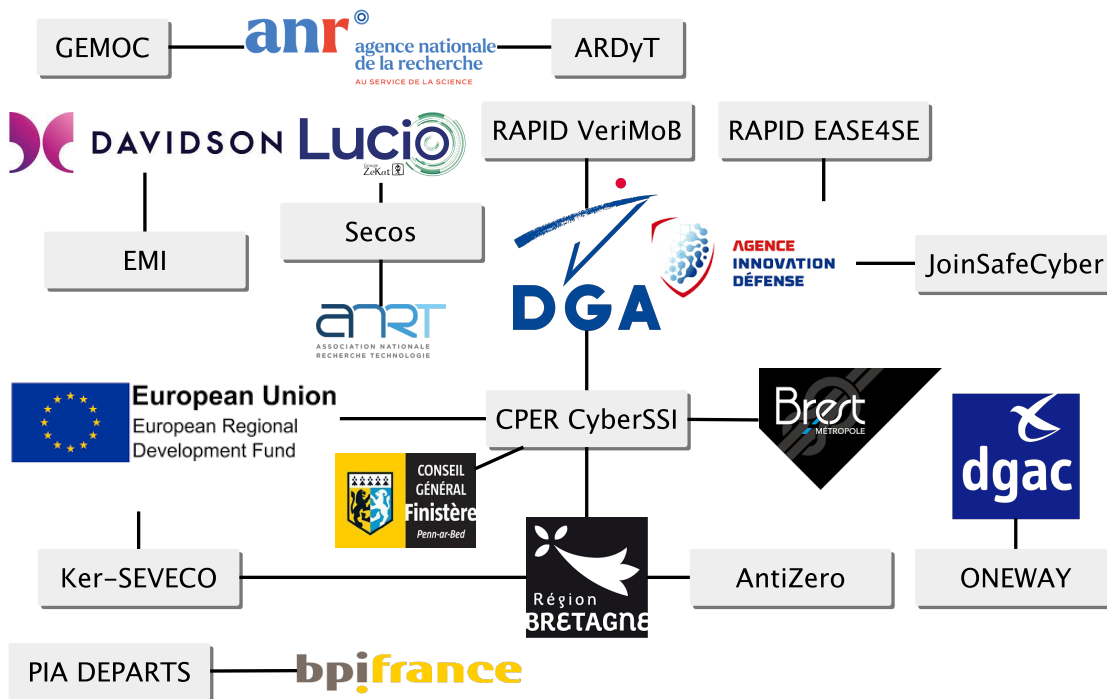 GEMOC
anr
agence nationale
de la recherche
AU SERVICE DE LA SCIENCE
ARDyT
DAVIDSON
Lucio
Groupe
ZeKat
RAPID VeriMoB
RAPID EASE4SE
EMI
Secos
DGA
AGENCE
INNOVATION
DÉFENSE
JoinSafeCyber
ANRT
ASSOCIATION NATIONALE
RECHERCHE TECHNOLOGIE
European Union
European Regional
Development Fund
CPER CyberSSI
Brest
MÉTROPOLE
dgac
CONSEIL
GÉNÉRAL
Finistère
Penn-ar-Bed
Ker-SEVECO
Région
BRETAGNE
AntiZero
ONEWAY
PIA DEPARTS
bpifrance